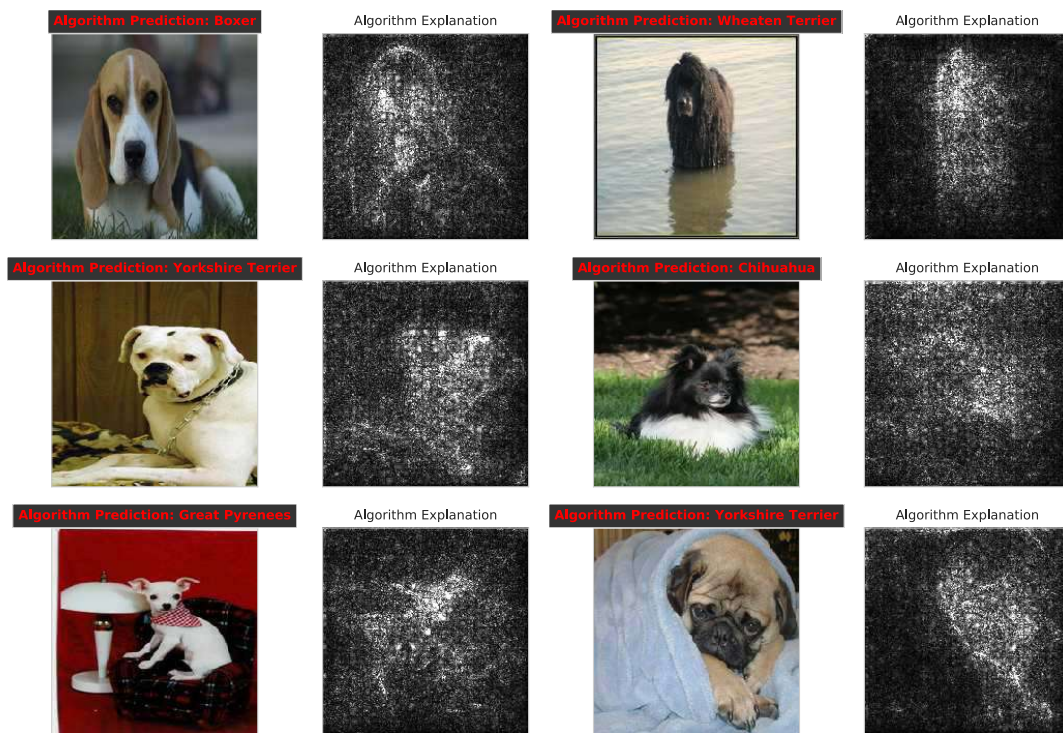 Algorithm Prediction: Boxer
Algorithm Explanation
Algorithm Prediction: Wheaten Terrier
Algorithm Explanation
Algorithm Prediction: Yorkshire Terrier
Algorithm Explanation
Algorithm Prediction: Chihuahua
Algorithm Explanation
Algorithm Prediction: Great Pyrenees
Algorithm Explanation
Algorithm Prediction: Yorkshire Terrier
Algorithm Explanation